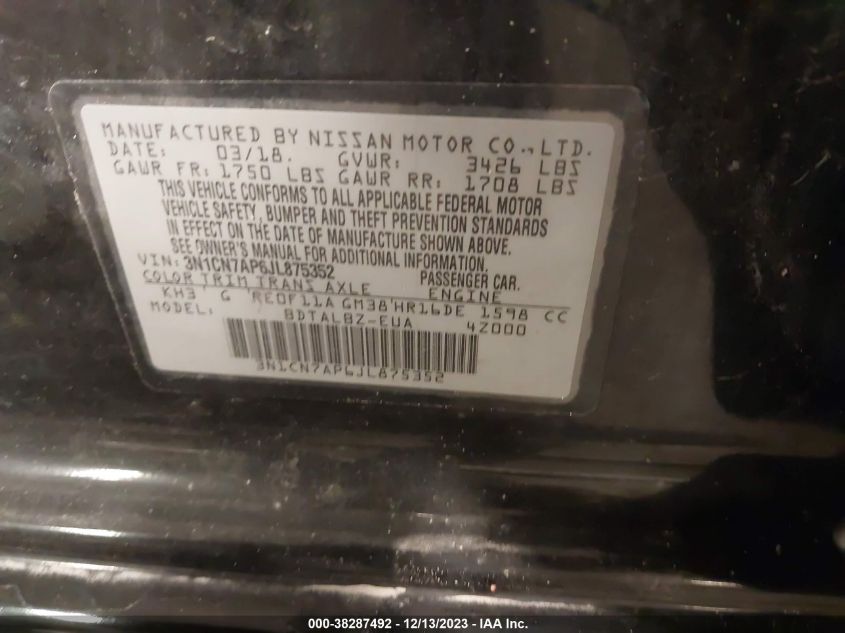 MANUFACTURED BY NISSAN MOTOR CO., LTD.
DATE: 03/18. GVWR: 3426 LBS
GAWR FR: 1750 LBS GAWR RR: 1708 LBS
THIS VEHICLE CONFORMS TO ALL APPLICABLE FEDERAL MOTOR
VEHICLE SAFETY, BUMPER AND THEFT PREVENTION STANDARDS
IN EFFECT ON THE DATE OF MANUFACTURE SHOWN ABOVE.
SEE OWNER'S MANUAL FOR ADDITIONAL INFORMATION.
VIN: 3N1CN7AP6JL875352 PASSENGER CAR.
COLOR TRIM TRANS AXLE ENGINE
KH3 G RE0F11A GM38 HR16DE 1598 CC
MODEL: BDTALBZ-EUA 4Z000
3N1CN7AP6JL875352
000-38287492 - 12/13/2023 - IAA Inc.